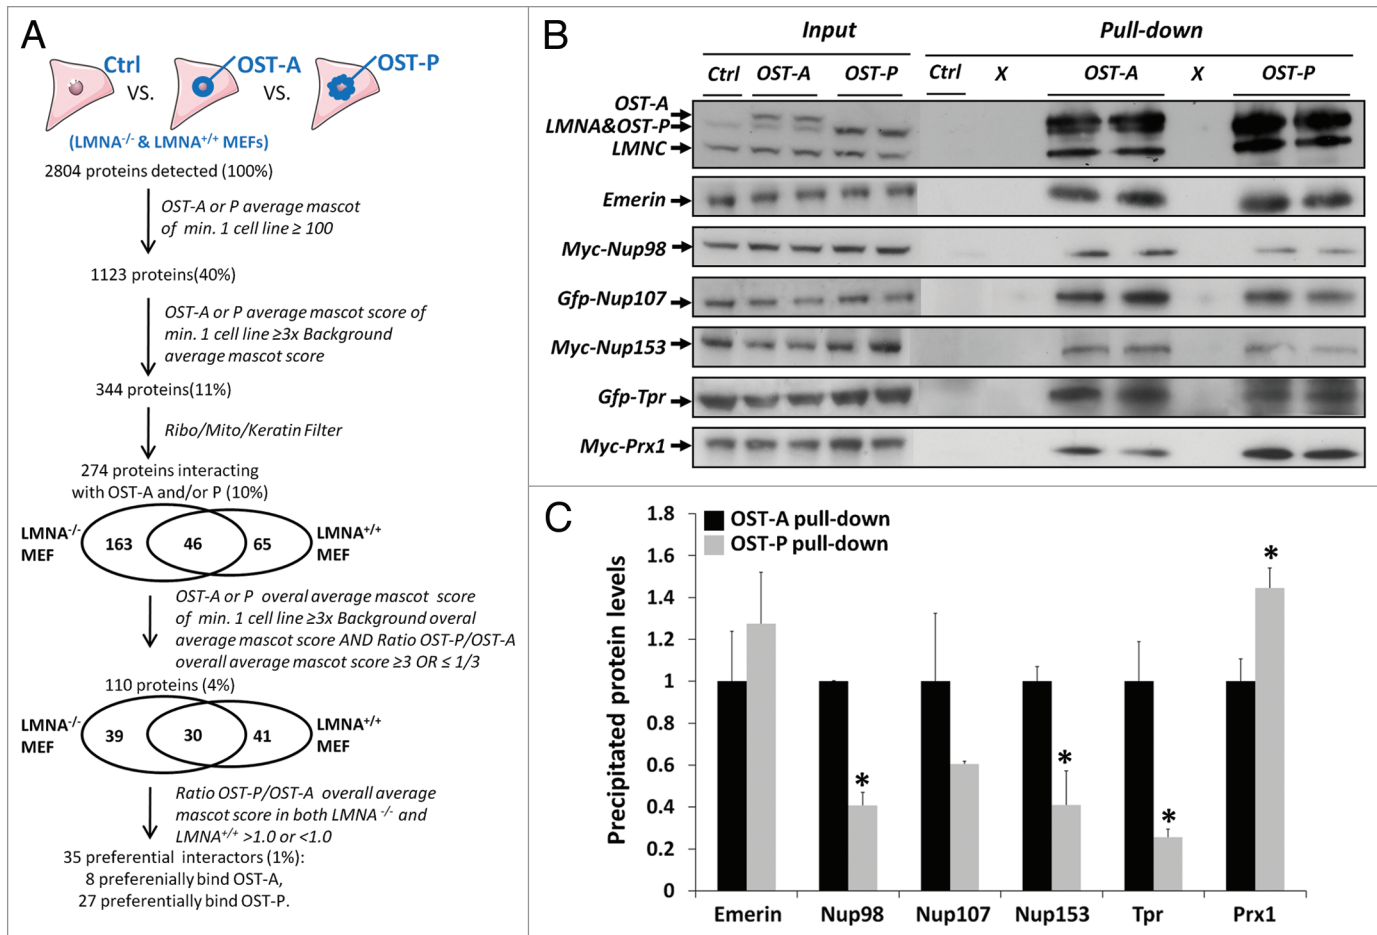 A
Ctrl
VS.
OST-A
VS.
OST-P
(LMNA-/- & LMNA+/+ MEFs)
2804 proteins detected (100%)
OST-A or P average mascot
of min. 1 cell line ≥ 100
1123 proteins(40%)
OST-A or P average mascot score of
min. 1 cell line ≥3x Background
average mascot score
344 proteins(11%)
Ribo/Mito/Keratin Filter
274 proteins interacting
with OST-A and/or P (10%)
LMNA-/-
MEF
163
46
65
LMNA+/+
MEF
OST-A or P overal average mascot score
of min. 1 cell line ≥3x Background overal
average mascot score AND Ratio OST-P/OST-A
overall average mascot score ≥3 OR ≤ 1/3
110 proteins (4%)
LMNA-/-
MEF
39
30
41
LMNA+/+
MEF
Ratio OST-P/OST-A overall average
mascot score in both LMNA -/- and
LMNA+/+ >1.0 or <1.0
35 preferential interactors (1%):
8 preferenially bind OST-A,
27 preferentially bind OST-P.
B
Input
Pull-down
Ctrl OST-A OST-P Ctrl X OST-A X OST-P
OST-A
LMNA&OST-P
LMNC
Emerin
Myc-Nup98
Gfp-Nup107
Myc-Nup153
Gfp-Tpr
Myc-Prx1
C
Precipitated protein levels
1.8
1.6
1.4
1.2
1
0.8
0.6
0.4
0.2
0
OST-A pull-down
OST-P pull-down
*
*
*
*
Emerin Nup98 Nup107 Nup153 Tpr Prx1